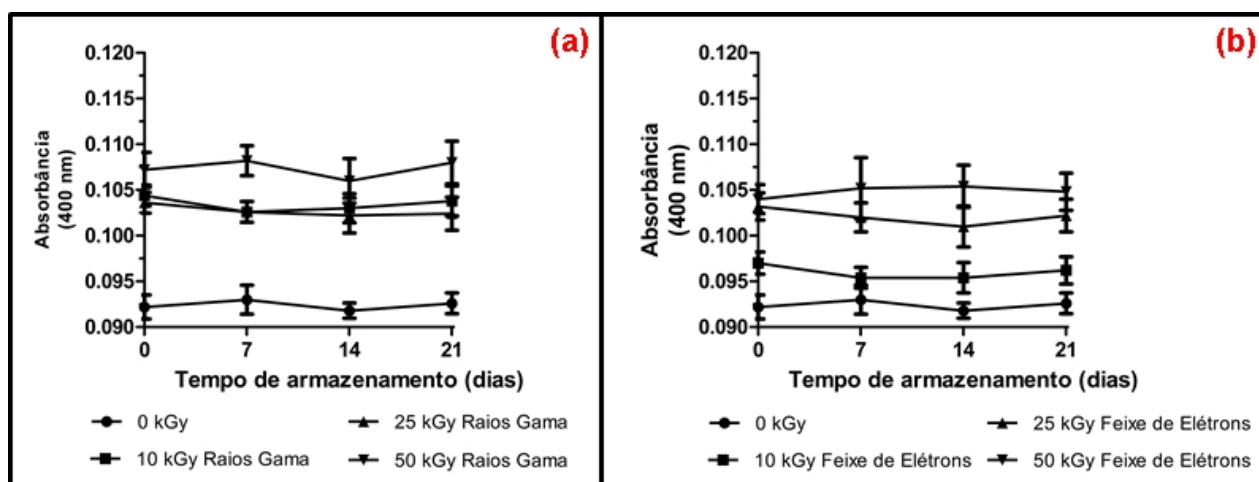 (a)
0.120
0.115
0.110
0.105
0.100
0.095
0.090
Absorbância
(400 nm)
0 7 14 21
Tempo de armazenamento (dias)
0 kGy
25 kGy Raios Gama
10 kGy Raios Gama
50 kGy Raios Gama
(b)
0.120
0.115
0.110
0.105
0.100
0.095
0.090
Absorbância
(400 nm)
0 7 14 21
Tempo de armazenamento (dias)
0 kGy
25 kGy Feixe de Elétrons
10 kGy Feixe de Elétrons
50 kGy Feixe de Elétrons